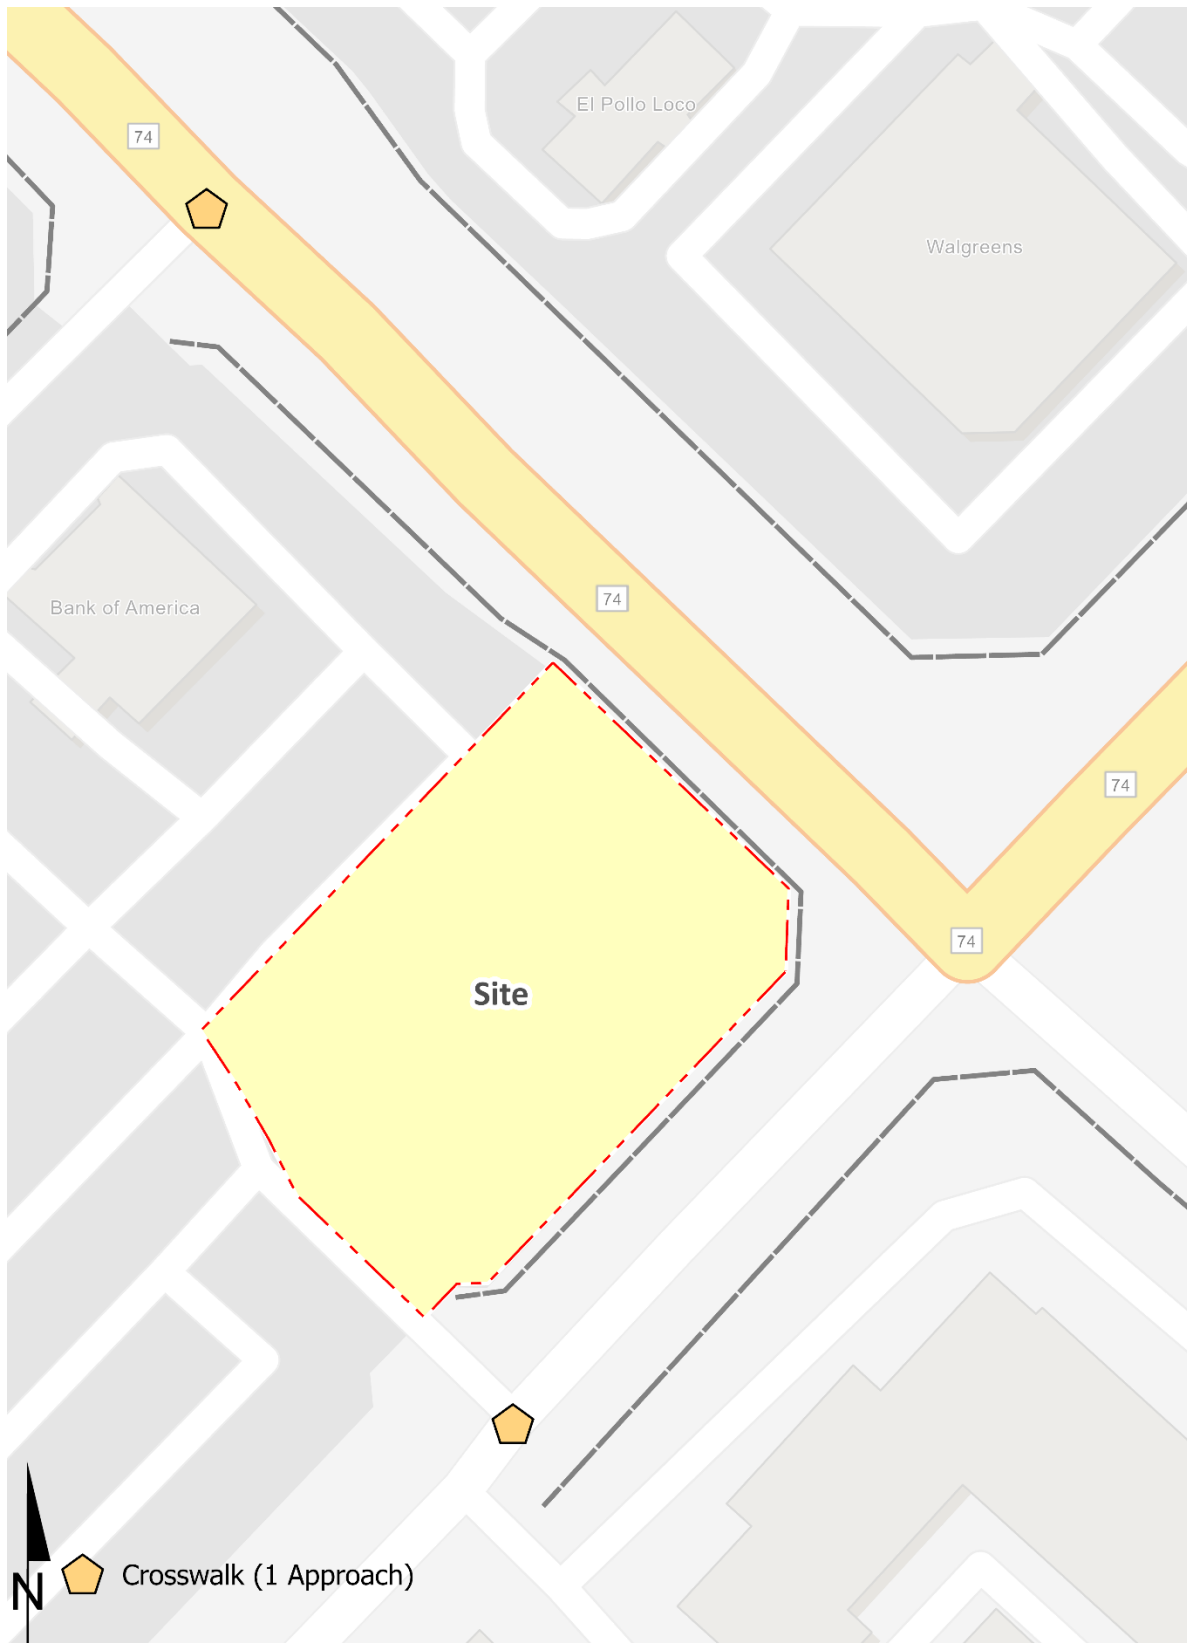 El Pollo Loco
74
Walgreens
74
Bank of America
74
74
Site
Crosswalk (1 Approach)
N